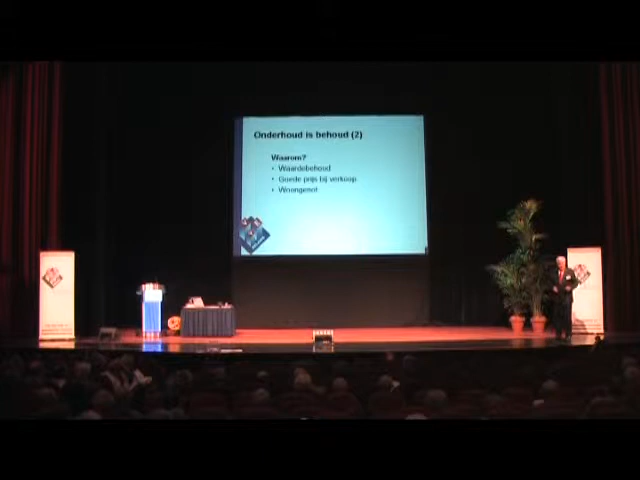 Onderhoud is behoud (2)
Waarom?
• Waardebehoud
• Goede prijs bij verkoop
• Woongenot